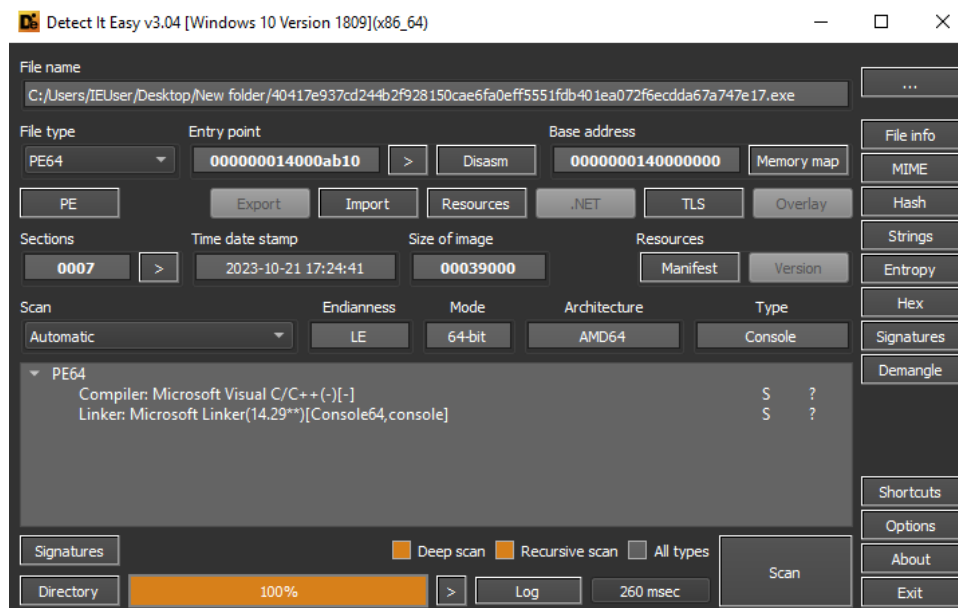 Detect It Easy v3.04 [Windows 10 Version 1809](x86_64)
File name
C:/Users/IEUser/Desktop/New folder/40417e937cd244b2f928150cae6fa0eff5551fdb401ea072f6ecdda67a747e17.exe
...
File type Entry point Base address
PE64 000000014000ab10 > Disasm 0000000140000000 Memory map
File info
MIME
PE Export Import Resources .NET TLS Overlay
Hash
Sections Time date stamp Size of image Resources
Strings
0007 > 2023-10-21 17:24:41 00039000 Manifest Version
Entropy
Scan Endianness Mode Architecture Type
Hex
Automatic LE 64-bit AMD64 Console
Signatures
PE64
Demangle
Compiler: Microsoft Visual C/C++(-)[-] S ?
Linker: Microsoft Linker(14.29**)[Console64,console] S ?
Shortcuts
Options
Signatures Deep scan Recursive scan All types Scan
About
Directory 100% > Log 260 msec
Exit